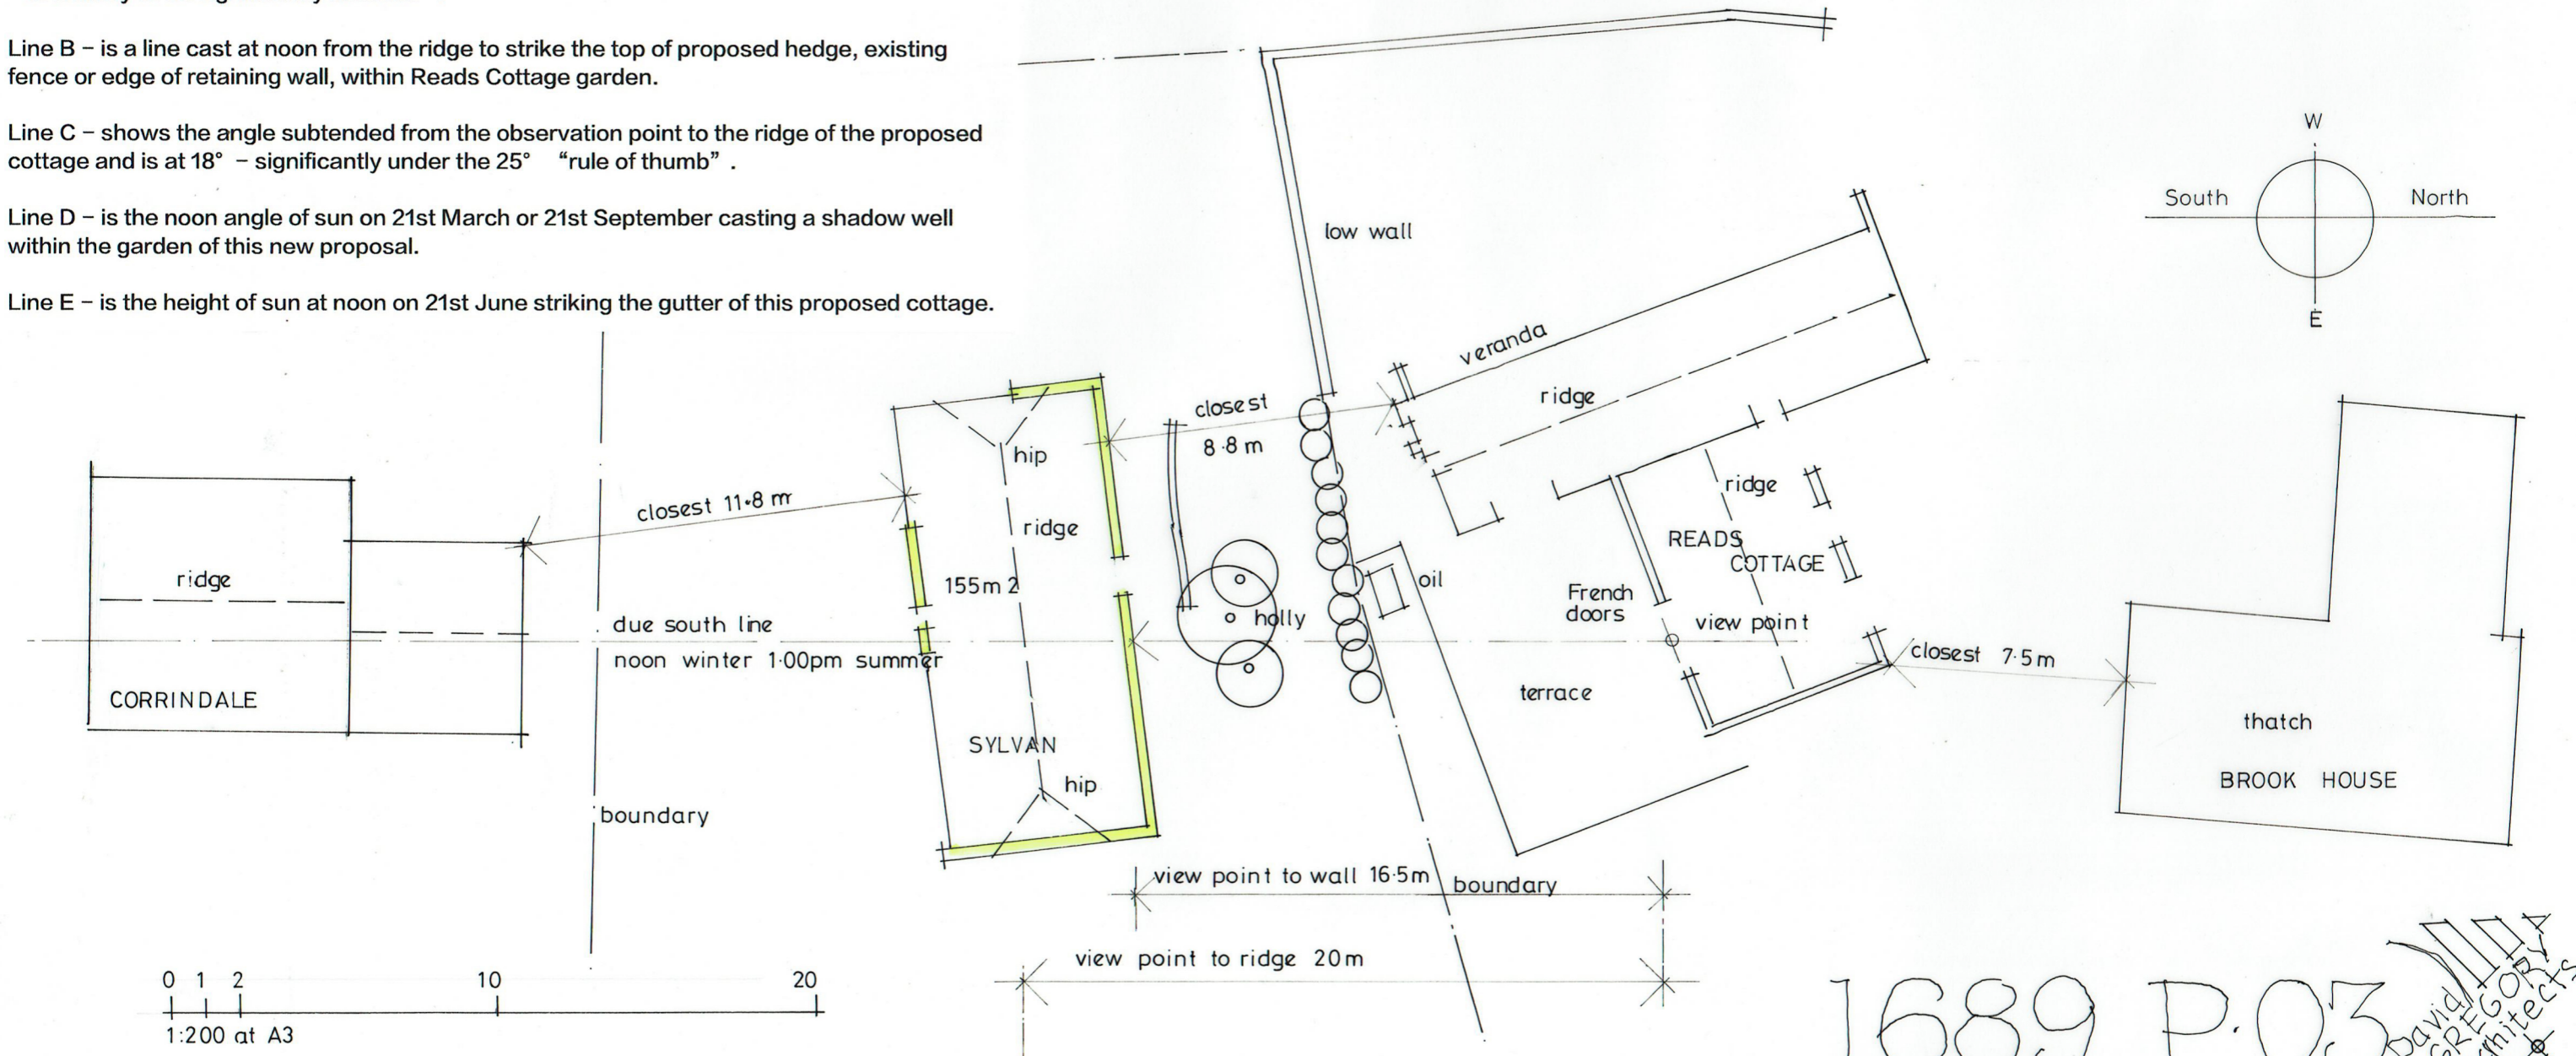 Line B – is a line cast at noon from the ridge to strike the top of proposed hedge, existing
fence or edge of retaining wall, within Reads Cottage garden.
Line C – shows the angle subtended from the observation point to the ridge of the proposed
cottage and is at 18° – significantly under the 25° “rule of thumb” .
Line D – is the noon angle of sun on 21st March or 21st September casting a shadow well
within the garden of this new proposal.
Line E – is the height of sun at noon on 21st June striking the gutter of this proposed cottage.
W
South
North
E
low wall
veranda
ridge
closest
8·8 m
hip
closest 11·8 m
ridge
ridge
READS
COTTAGE
155m 2
oil
French
doors
ridge
holly
view point
due south line
noon winter 1·00pm summer
closest 7·5m
CORRINDALE
terrace
thatch
SYLVAN
hip
BROOK HOUSE
boundary
view point to wall 16·5m
boundary
view point to ridge 20m
0 1 2 10 20
1:200 at A3
1689 P.03
David
GREGORY
Architects